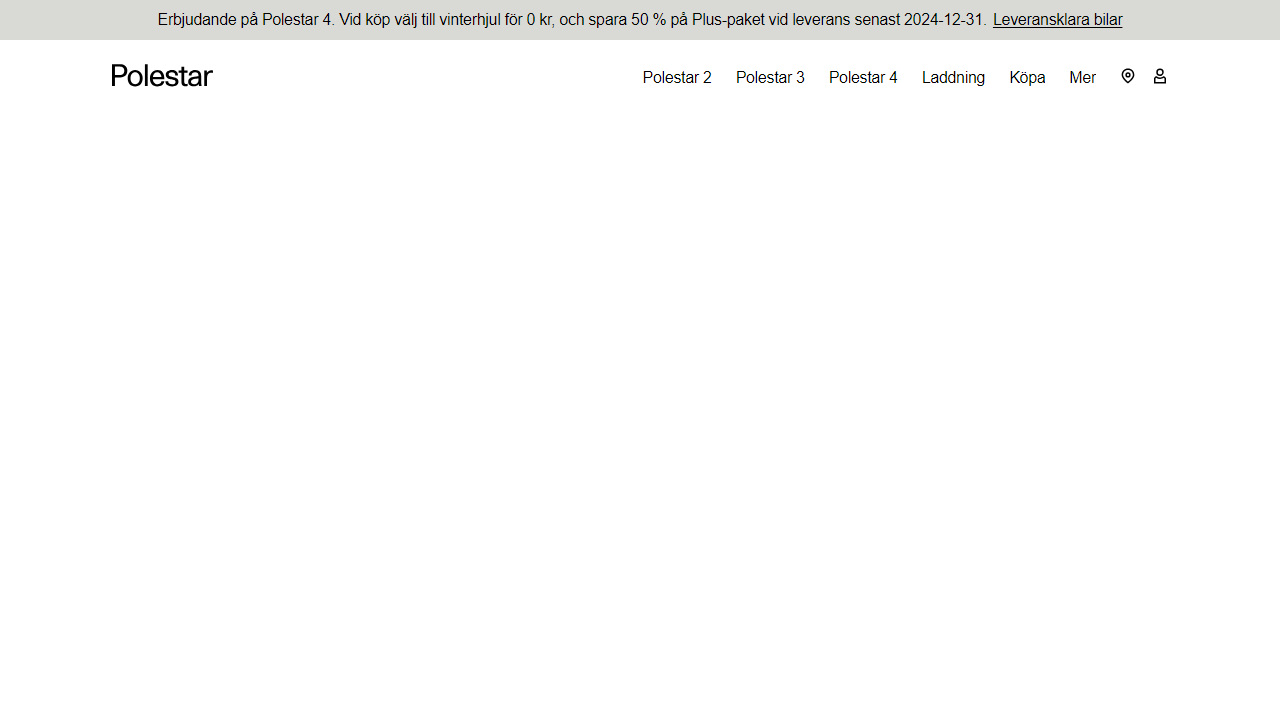 Erbjudande på Polestar 4. Vid köp välj till vinterhjul för 0 kr, och spara 50 % på Plus-paket vid leverans senast 2024-12-31. Leveransklara bilar
Polestar Polestar 2 Polestar 3 Polestar 4 Laddning Köpa Mer